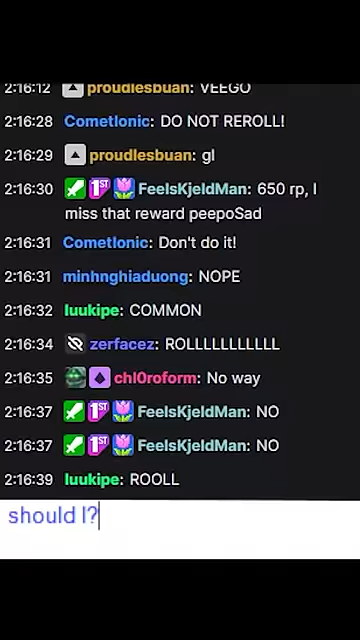 2:16:12 proudlesbuan: VEEGO
2:16:28 CometIonic: DO NOT REROLL!
2:16:29 proudlesbuan: gl
2:16:30 1ST FeelsKjeldMan: 650 rp, I
miss that reward peepoSad
2:16:31 CometIonic: Don't do it!
2:16:31 minhnghiaduong: NOPE
2:16:32 luukipe: COMMON
2:16:34 zerfacez: ROLLLLLLLLLLL
2:16:35 chl0roform: No way
2:16:37 1ST FeelsKjeldMan: NO
2:16:37 1ST FeelsKjeldMan: NO
2:16:39 luukipe: ROOLL
should I?